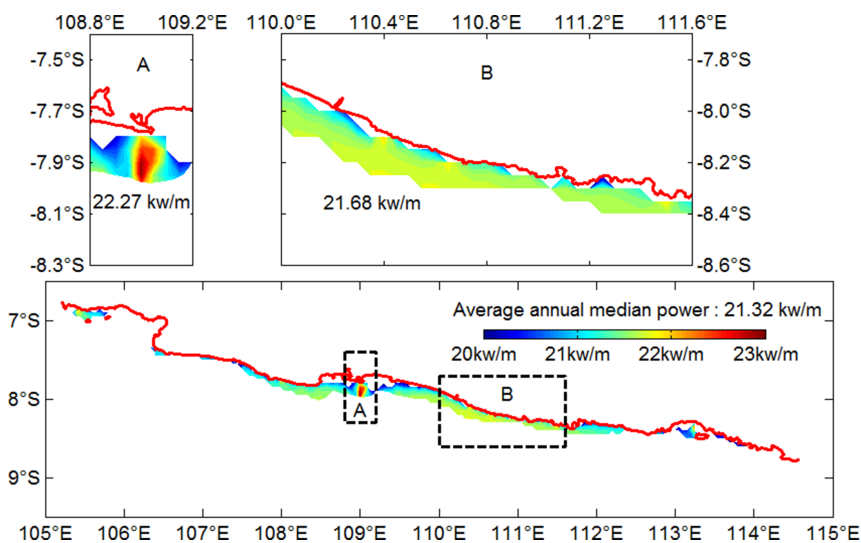 108.8°E 109.2°E 110.0°E 110.4°E 110.8°E 111.2°E 111.6°E
-7.5°S A B -7.8°S
-7.7°S -8.0°S
-7.9°S -8.2°S
22.27 kw/m 21.68 kw/m
-8.1°S -8.4°S
-8.3°S -8.6°S
Average annual median power : 21.32 kw/m
7°S
20kw/m 21kw/m 22kw/m 23kw/m
8°S A B
9°S
105°E 106°E 107°E 108°E 109°E 110°E 111°E 112°E 113°E 114°E 115°E